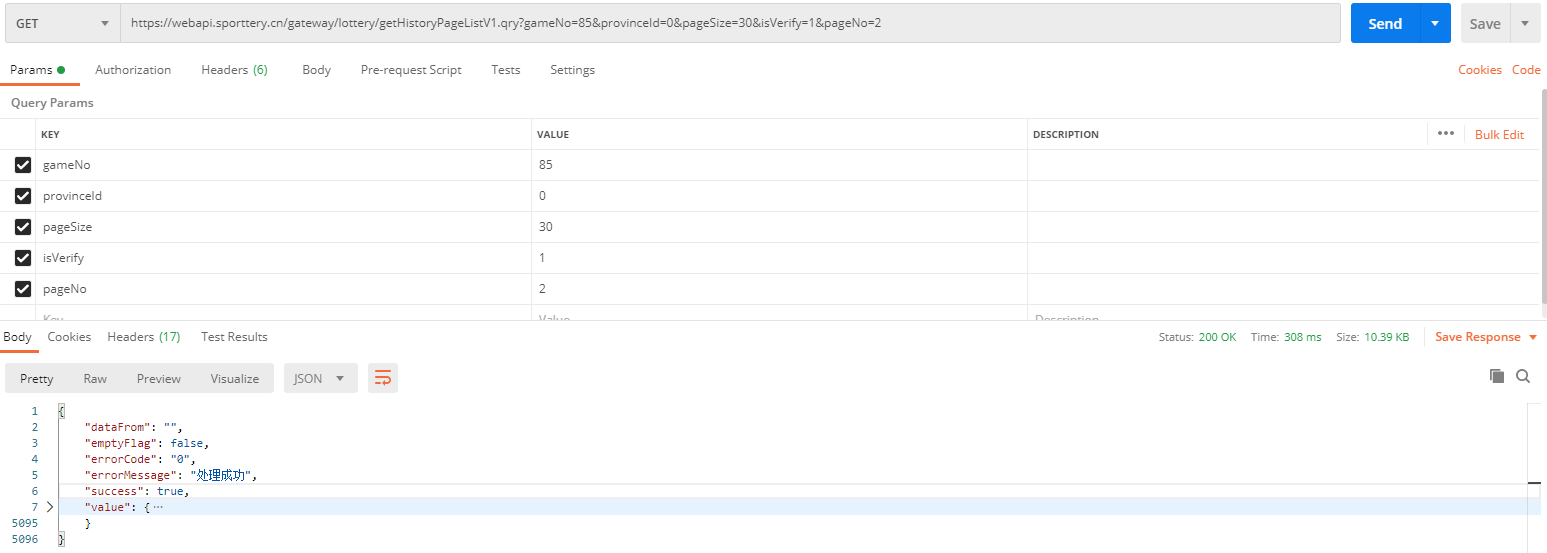 GET https://webapi.sporttery.cn/gateway/lottery/getHistoryPageListV1.qry?gameNo=85&provinceId=0&pageSize=30&isVerify=1&pageNo=2 Send Save
Params Authorization Headers (6) Body Pre-request Script Tests Settings Cookies Code
Query Params
KEY VALUE DESCRIPTION ••• Bulk Edit
gameNo 85
provinceId 0
pageSize 30
isVerify 1
pageNo 2
Key Value Description
Body Cookies Headers (17) Test Results Status: 200 OK Time: 308 ms Size: 10.39 KB Save Response
Pretty Raw Preview Visualize JSON
1 {
2 "dataFrom": "",
3 "emptyFlag": false,
4 "errorCode": "0",
5 "errorMessage": "处理成功",
6 "success": true,
7 "value": {⋯
5095 }
5096 }